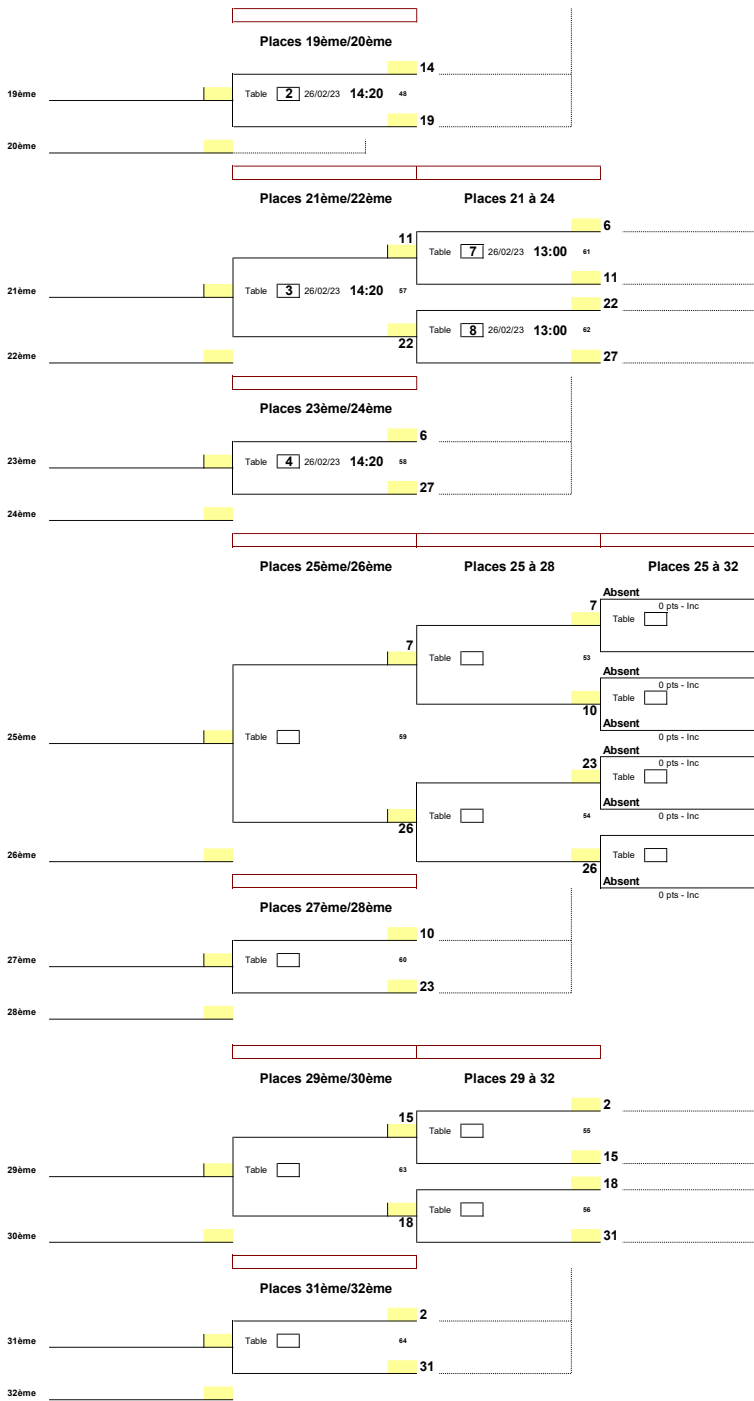 Places 19ème/20ème
14
19ème Table 2 26/02/23 14:20 48
19
20ème
Places 21ème/22ème Places 21 à 24
6
11
Table 7 26/02/23 13:00 61
11
21ème Table 3 26/02/23 14:20 57
22
Table 8 26/02/23 13:00 62
22
22ème
27
Places 23ème/24ème
6
23ème Table 4 26/02/23 14:20 58
27
24ème
Places 25ème/26ème Places 25 à 28 Places 25 à 32
Absent
7 0 pts - Inc
Table
7
Table 53
Absent
0 pts - Inc
Table
10
Absent
25ème Table 59 0 pts - Inc
Absent
23 0 pts - Inc
Table
Absent
Table 54 0 pts - Inc
26
26ème Table
26
Absent
0 pts - Inc
Places 27ème/28ème
10
27ème Table 60
23
28ème
Places 29ème/30ème Places 29 à 32
2
15
Table 55
15
29ème Table 63
18
Table 56
18
30ème
31
Places 31ème/32ème
2
31ème Table 64
31
32ème